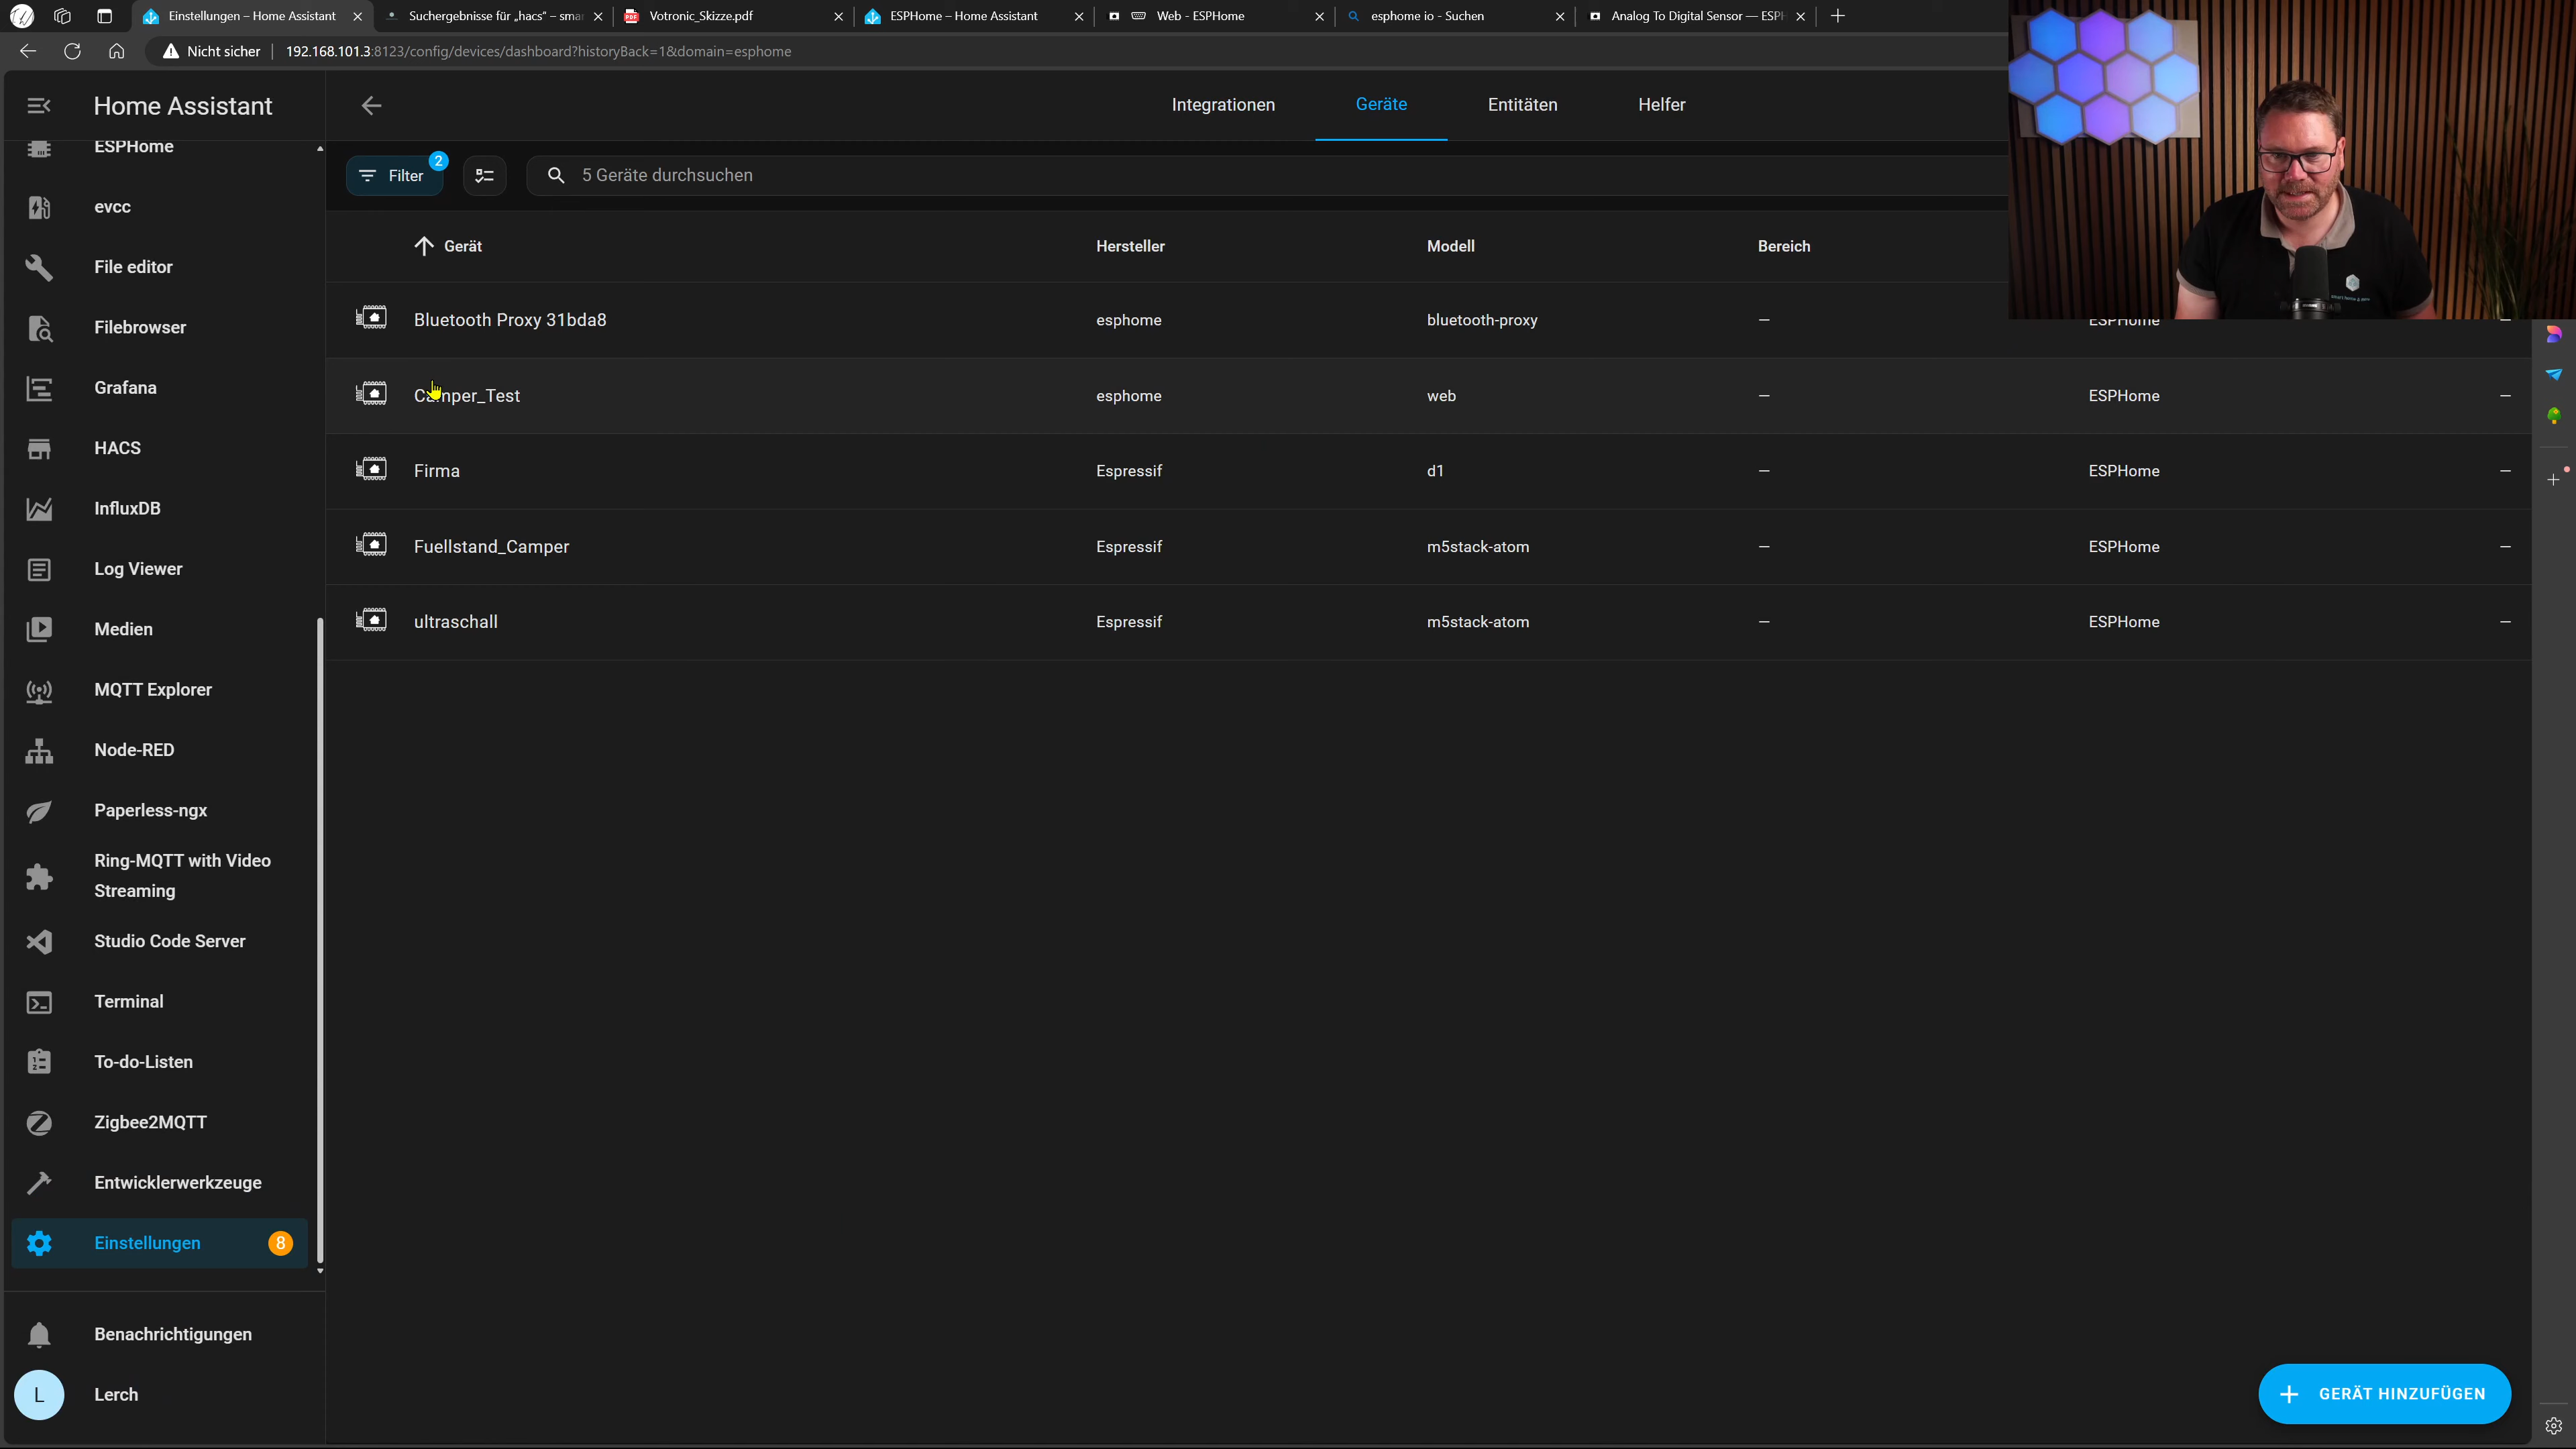 Einstellungen – Home Assistant
Suchergebnisse für „hacs“ – sma
Votronic_Skizze.pdf
ESPHome – Home Assistant
Web - ESPHome
esphome io - Suchen
Analog To Digital Sensor — ESPH
Nicht sicher
192.168.101.3:8123/config/devices/dashboard?historyBack=1&domain=esphome
Home Assistant
Integrationen
Geräte
Entitäten
Helfer
ESPHome
evcc
File editor
Filebrowser
Grafana
HACS
InfluxDB
Log Viewer
Medien
MQTT Explorer
Node-RED
Paperless-ngx
Ring-MQTT with Video
Streaming
Studio Code Server
Terminal
To-do-Listen
Zigbee2MQTT
Entwicklerwerkzeuge
Einstellungen 8
Benachrichtigungen
L Lerch
Filter 2
5 Geräte durchsuchen
Gerät Hersteller Modell Bereich
Bluetooth Proxy 31bda8 esphome bluetooth-proxy – ESPHome –
Camper_Test esphome web – ESPHome –
Firma Espressif d1 – ESPHome –
Fuellstand_Camper Espressif m5stack-atom – ESPHome –
ultraschall Espressif m5stack-atom – ESPHome –
GERÄT HINZUFÜGEN